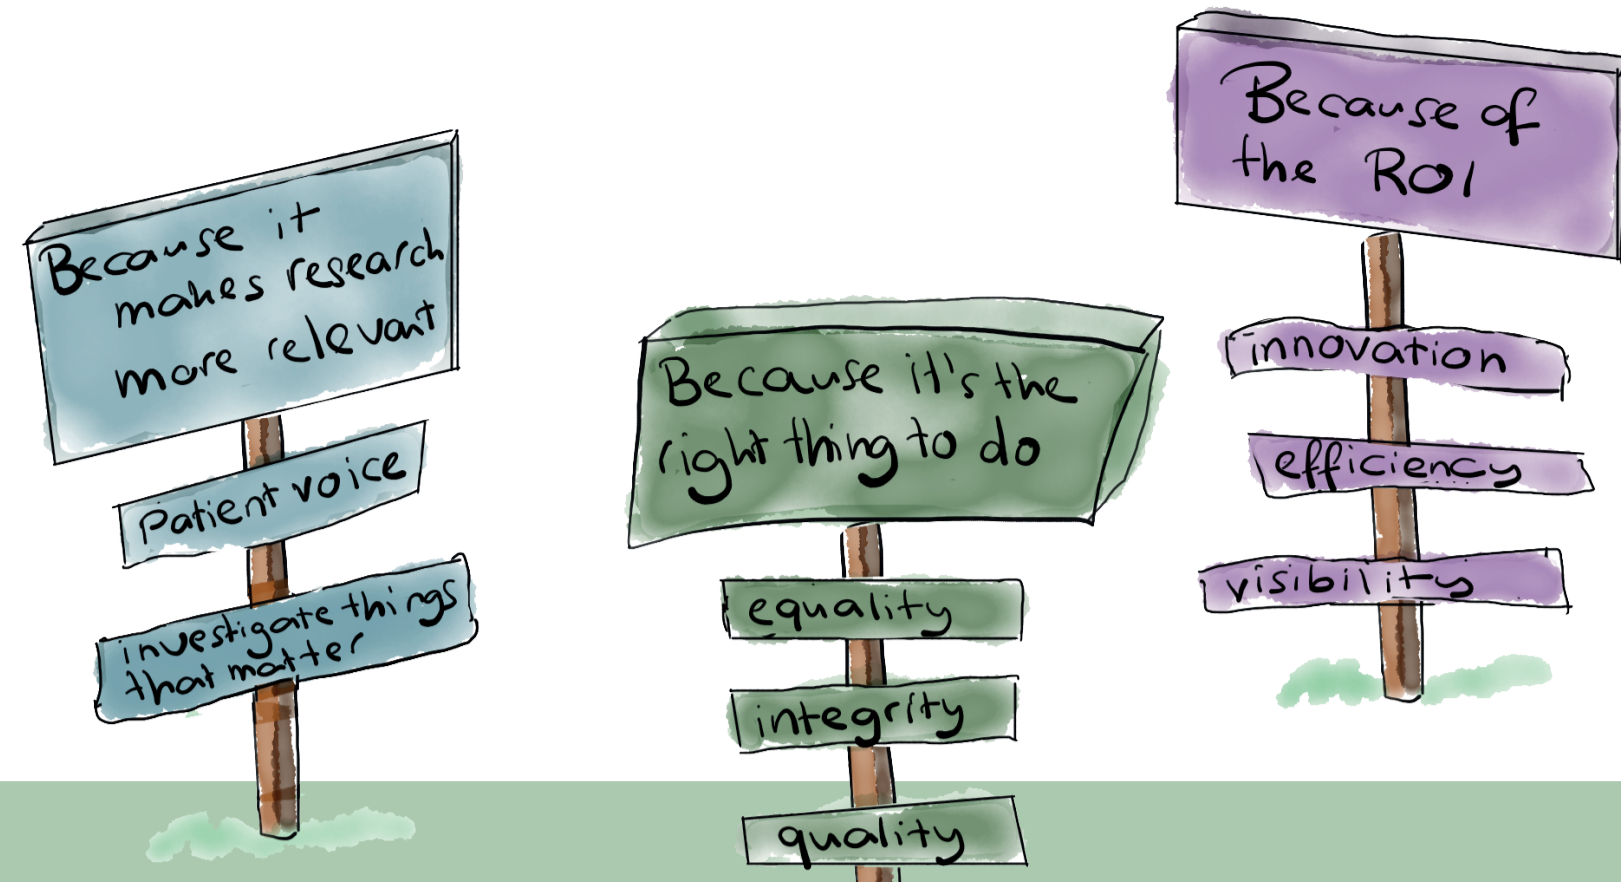 Because it
makes research
more relevant
Patient voice
investigate things
that matter
Because it's the
right thing to do
equality
integrity
quality
Because of
the ROI
innovation
efficiency
visibility